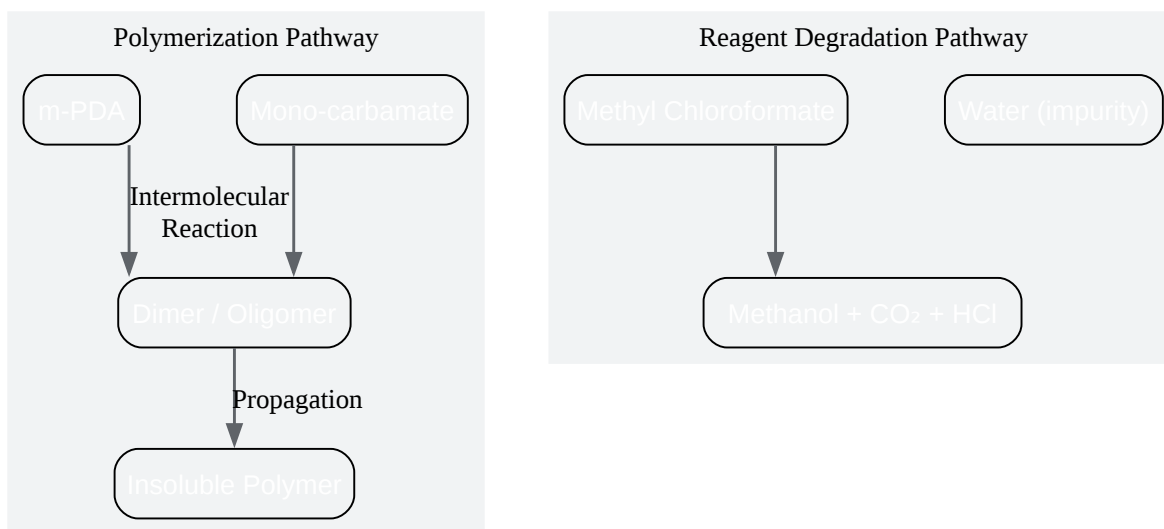 Polymerization Pathway
m-PDA
Mono-carbamate
Intermolecular
Reaction
Dimer / Oligomer
Propagation
Insoluble Polymer
Reagent Degradation Pathway
Methyl Chloroformate
Water (impurity)
Methanol + CO₂ + HCl